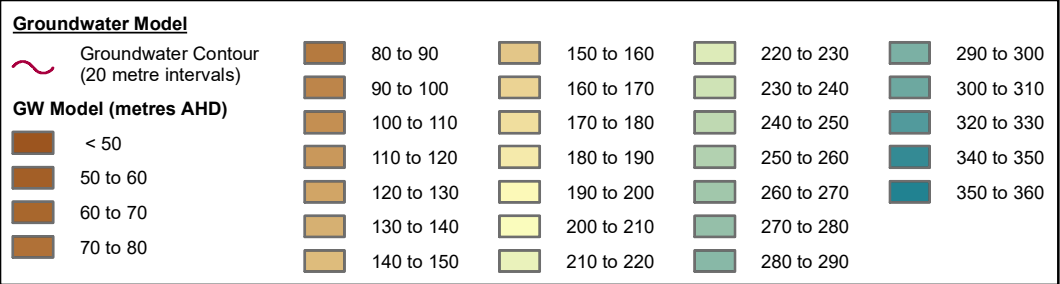 Groundwater Model
Groundwater Contour
(20 metre intervals)
GW Model (metres AHD)
< 50
50 to 60
60 to 70
70 to 80
80 to 90
90 to 100
100 to 110
110 to 120
120 to 130
130 to 140
140 to 150
150 to 160
160 to 170
170 to 180
180 to 190
190 to 200
200 to 210
210 to 220
220 to 230
230 to 240
240 to 250
250 to 260
260 to 270
270 to 280
280 to 290
290 to 300
300 to 310
320 to 330
340 to 350
350 to 360